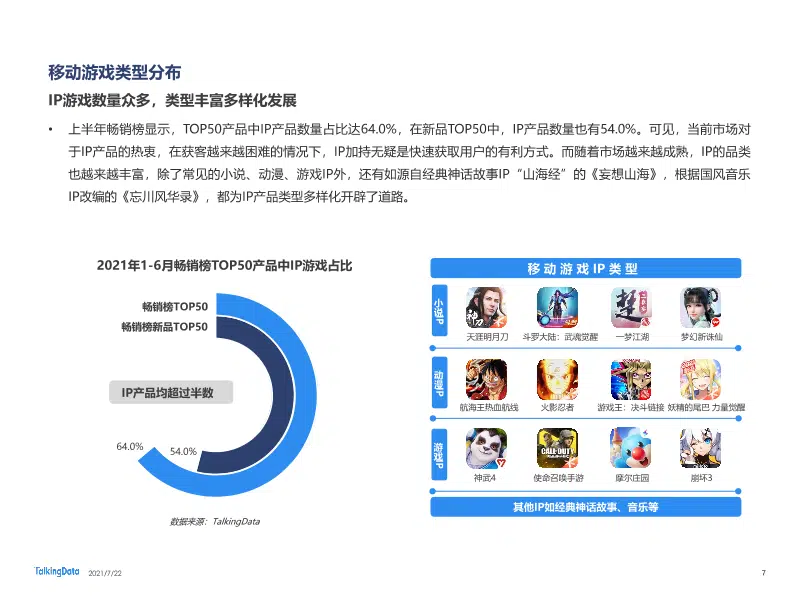 移动游戏类型分布
IP游戏数量众多，类型丰富多样化发展
• 上半年畅销榜显示，TOP50产品中IP产品数量占比达64.0%，在新品TOP50中，IP产品数量也有54.0%。可见，当前市场对
于IP产品的热衷，在获客越来越困难的情况下，IP加持无疑是快速获取用户的有利方式。而随着市场越来越成熟，IP的品类
也越来越丰富，除了常见的小说、动漫、游戏IP外，还有如源自经典神话故事IP“山海经”的《妄想山海》，根据国风音乐
IP改编的《忘川风华录》，都为IP产品类型多样化开辟了道路。
2021年1-6月畅销榜TOP50产品中IP游戏占比
畅销榜TOP50
畅销榜新品TOP50
IP产品均超过半数
64.0%
54.0%
数据来源：TalkingData
移动游戏IP类型
小说IP
天涯明月刀 斗罗大陆：武魂觉醒 一梦江湖 梦幻新诛仙
动漫IP
航海王热血航线 火影忍者 游戏王：决斗链接 妖精的尾巴 力量觉醒
游戏IP
CALL·DUTY
神武4 使命召唤手游 摩尔庄园 崩坏3
其他IP如经典神话故事、音乐等
TalkingData 2021/7/22
7